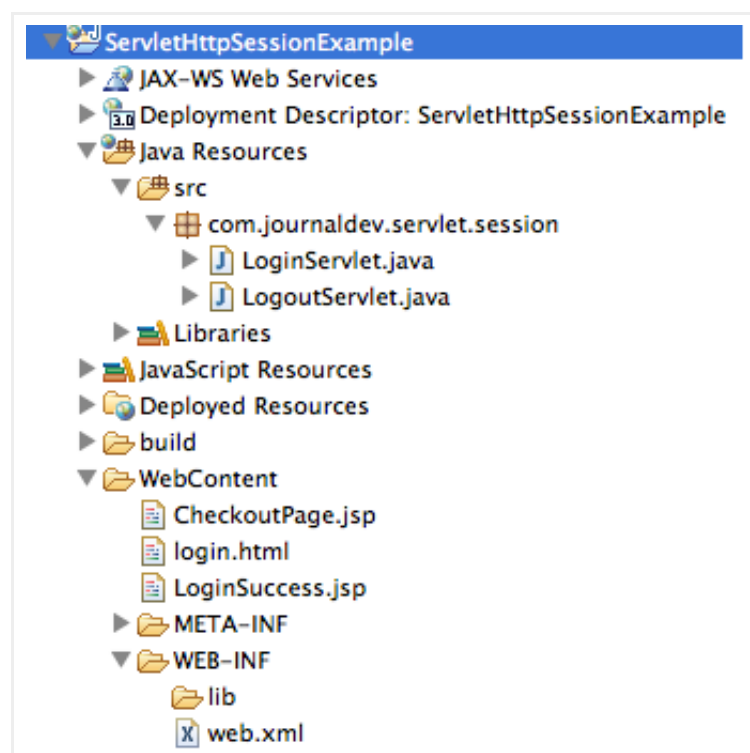 ServletHttpSessionExample
JAX-WS Web Services
3.0 Deployment Descriptor: ServletHttpSessionExample
Java Resources
src
com.journaldev.servlet.session
J LoginServlet.java
J LogoutServlet.java
Libraries
JavaScript Resources
Deployed Resources
build
WebContent
CheckoutPage.jsp
login.html
LoginSuccess.jsp
META-INF
WEB-INF
lib
X web.xml